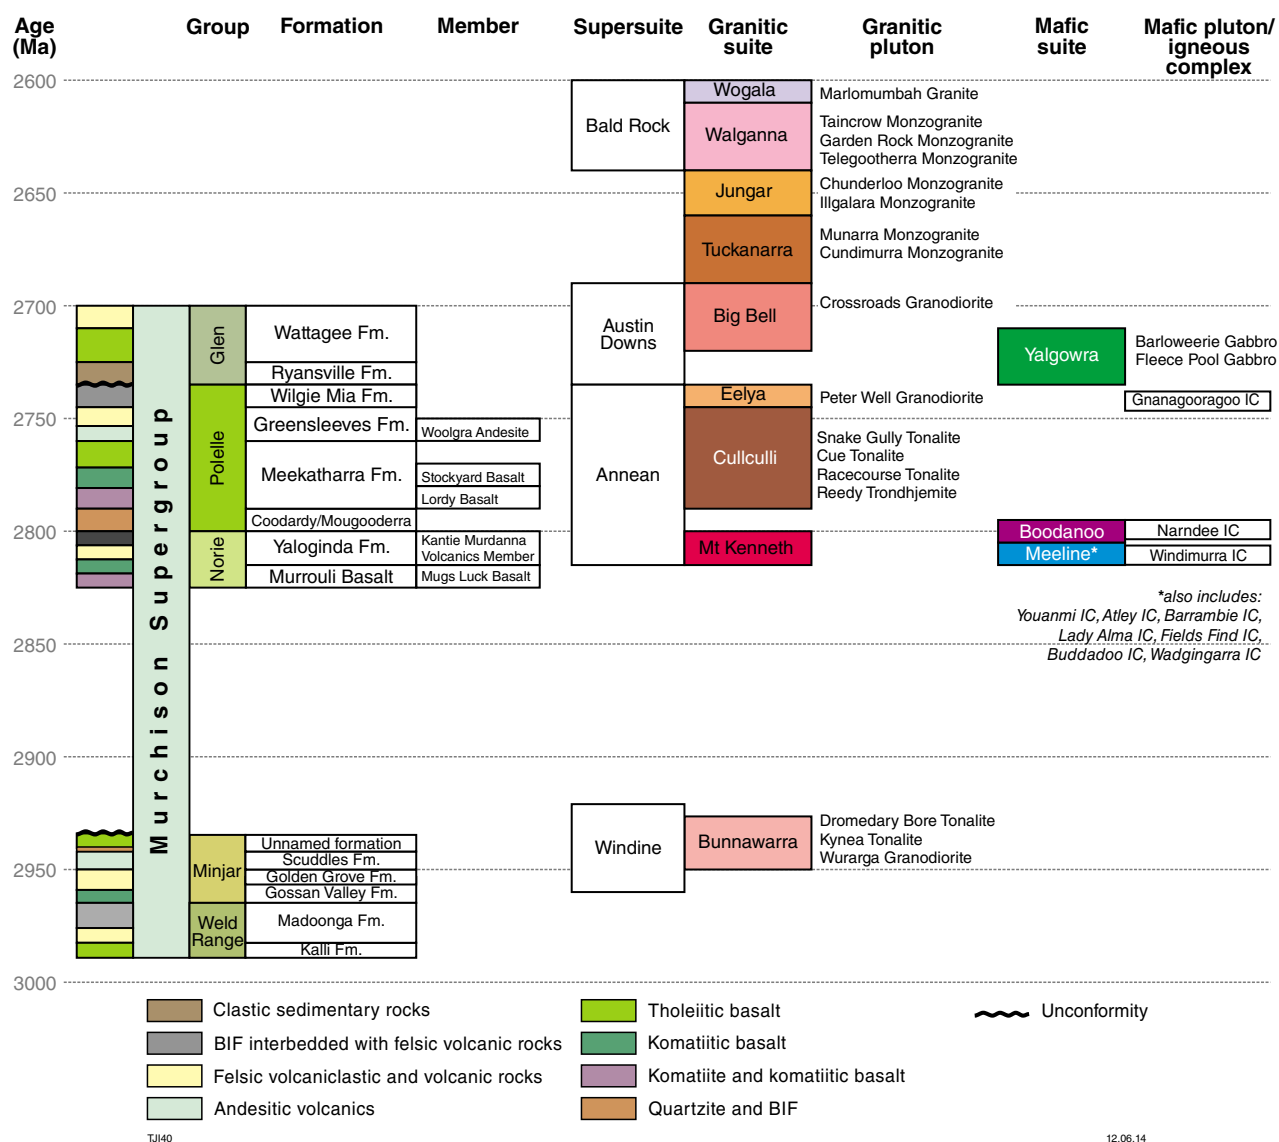 Age
(Ma)
Group
Formation
Member
Supersuite
Granitic
suite
Granitic
pluton
Mafic
suite
Mafic pluton/
igneous
complex
2600
2650
2700
2750
2800
2850
2900
2950
3000
Murchison Supergroup
Glen
Polelle
Norie
Minjar
Weld
Range
Wattagee Fm.
Ryansville Fm.
Wilgie Mia Fm.
Greensleeves Fm.
Meekatharra Fm.
Coodardy/Mougooderra
Yaloginda Fm.
Murrouli Basalt
Unnamed formation
Scuddles Fm.
Golden Grove Fm.
Gossan Valley Fm.
Madoonga Fm.
Kalli Fm.
Woolgra Andesite
Stockyard Basalt
Lordy Basalt
Kantie Murdanna
Volcanics Member
Mugs Luck Basalt
Bald Rock
Austin
Downs
Annean
Windine
Wogala
Walganna
Jungar
Tuckanarra
Big Bell
Eelya
Cullculli
Mt Kenneth
Bunnawarra
Marlomumbah Granite
Taincrow Monzogranite
Garden Rock Monzogranite
Telegootherra Monzogranite
Chunderloo Monzogranite
Illgalara Monzogranite
Munarra Monzogranite
Cundimurra Monzogranite
Crossroads Granodiorite
Peter Well Granodiorite
Snake Gully Tonalite
Cue Tonalite
Racecourse Tonalite
Reedy Trondhjemite
Dromedary Bore Tonalite
Kynea Tonalite
Wurarga Granodiorite
Yalgowra
Boodanoo
Meeline*
Barloweerie Gabbro
Fleece Pool Gabbro
Gnanagooragoo IC
Narndee IC
Windimurra IC
*also includes:
Youanmi IC, Atley IC, Barrambie IC,
Lady Alma IC, Fields Find IC,
Buddadoo IC, Wadgingarra IC
Clastic sedimentary rocks
BIF interbedded with felsic volcanic rocks
Felsic volcaniclastic and volcanic rocks
Andesitic volcanics
Tholeiitic basalt
Komatiitic basalt
Komatiite and komatiitic basalt
Quartzite and BIF
Unconformity
TJI40
12.06.14